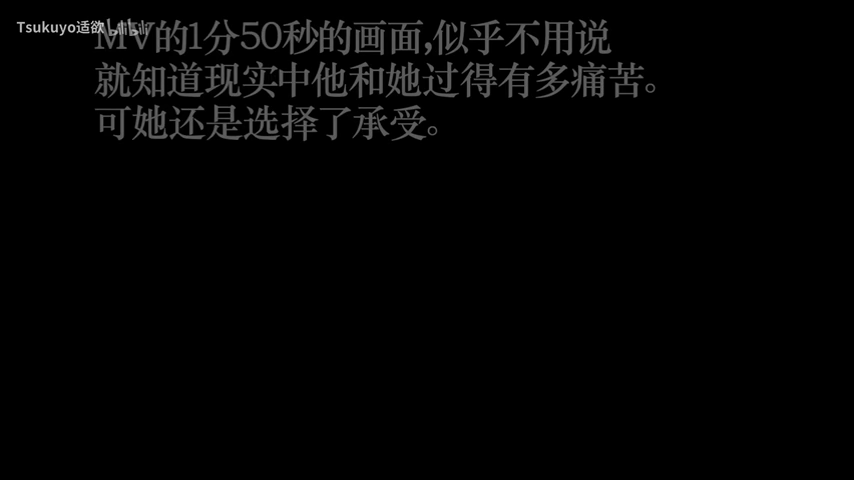 Tsukuyo适欲 bilibili
MV的1分50秒的画面,似乎不用说
就知道现实中他和她过得有多痛苦。
可她还是选择了承受。